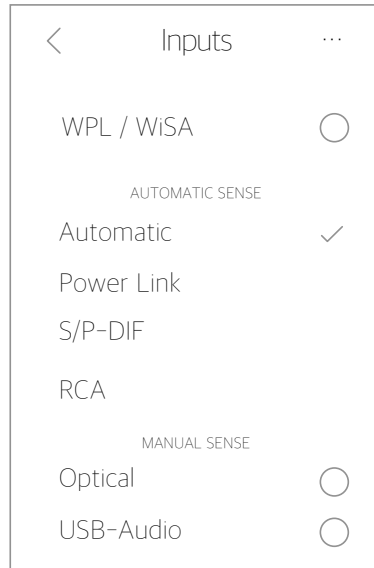 Inputs ...
WPL / WiSA
AUTOMATIC SENSE
Automatic
Power Link
S/P-DIF
RCA
MANUAL SENSE
Optical
USB-Audio